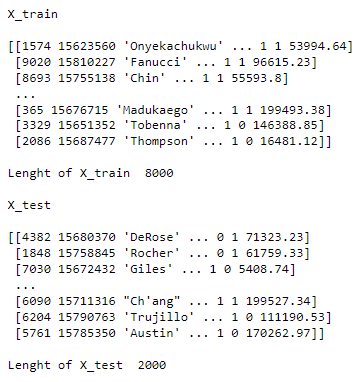 X_train
[[1574 15623560 'Onyekachukwu' ... 1 1 53994.64]
[9020 15810227 'Fanucci' ... 1 1 96615.23]
[8693 15755138 'Chin' ... 1 1 55593.8]
...
[365 15676715 'Madukaego' ... 1 1 199493.38]
[3329 15651352 'Tobenna' ... 1 0 146388.85]
[2086 15687477 'Thompson' ... 1 0 16481.12]]
Lenght of X_train  8000
X_test
[[4382 15680370 'DeRose' ... 0 1 71323.23]
[1848 15758845 'Rocher' ... 0 1 61759.33]
[7030 15672432 'Giles' ... 1 0 5408.74]
...
[6090 15711316 "Ch'ang" ... 1 1 199527.34]
[6204 15790763 'Trujillo' ... 1 0 111190.53]
[5761 15785350 'Austin' ... 1 0 170262.97]]
Lenght of X_test  2000